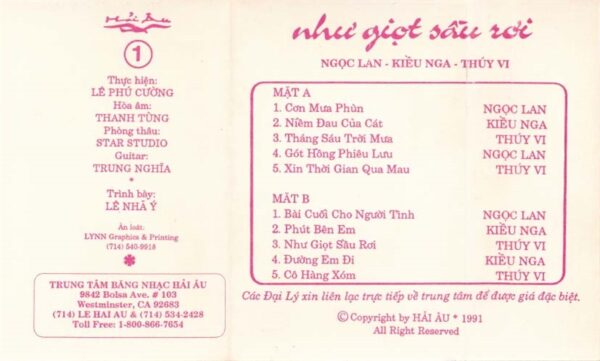 Hải Âu
1
Thực hiện:
LÊ PHÚ CƯỜNG
Hòa âm:
THANH TÙNG
Phòng thâu:
STAR STUDIO
Guitar:
TRUNG NGHĨA
*
Trình bày:
LÊ NHÃ Ý
Ấn loát:
LYNN Graphics & Printing
(714) 540-9918
TRUNG TÂM BĂNG NHẠC HẢI ÂU
9842 Bolsa Ave. # 103
Westminster, CA 92683
(714) LE HAI AU & (714) 534-2428
Toll Free: 1-800-866-7654
như giọt sầu rơi
NGỌC LAN - KIỀU NGA - THÚY VI
MẶT A
1. Cơn Mưa Phùn NGỌC LAN
2. Niềm Đau Của Cát KIỀU NGA
3. Tháng Sáu Trời Mưa THÚY VI
4. Gót Hồng Phiêu Lưu NGỌC LAN
5. Xin Thời Gian Qua Mau THÚY VI
MẶT B
1. Bài Cuối Cho Người Tình NGỌC LAN
2. Phút Bên Em KIỀU NGA
3. Như Giọt Sầu Rơi THÚY VI
4. Đường Em Đi KIỀU NGA
5. Cô Hàng Xóm THÚY VI
Các Đại Lý xin liên lạc trực tiếp về trung tâm để được giá đặc biệt.
© Copyright by HẢI ÂU * 1991
All Right Reserved